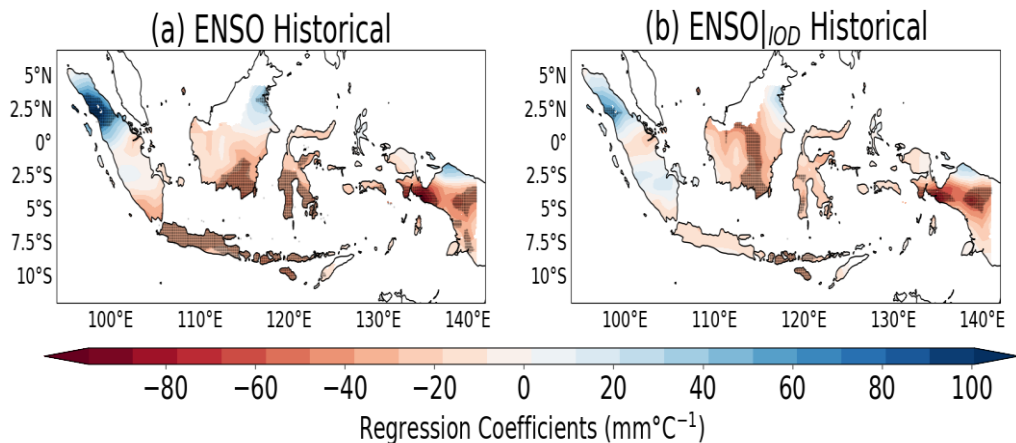 (a) ENSO Historical
(b) ENSO|IOD Historical
5°N
2.5°N
0°
2.5°S
5°S
7.5°S
10°S
100°E 110°E 120°E 130°E 140°E
5°N
2.5°N
0°
2.5°S
5°S
7.5°S
10°S
100°E 110°E 120°E 130°E 140°E
−80 −60 −40 −20 0 20 40 60 80 100
Regression Coefficients (mm°C⁻¹)